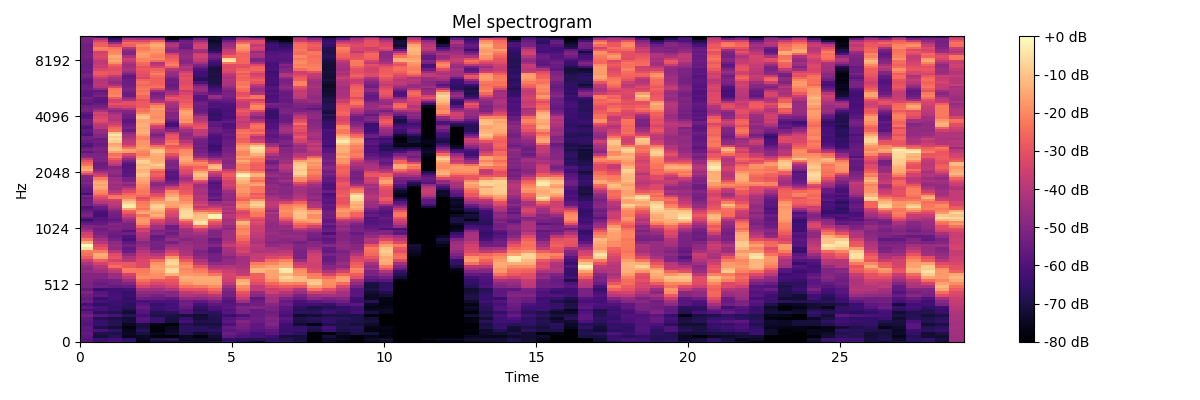 Mel spectrogram
8192
4096
2048
1024
512
0
Hz
0 5 10 15 20 25
Time
+0 dB
-10 dB
-20 dB
-30 dB
-40 dB
-50 dB
-60 dB
-70 dB
-80 dB